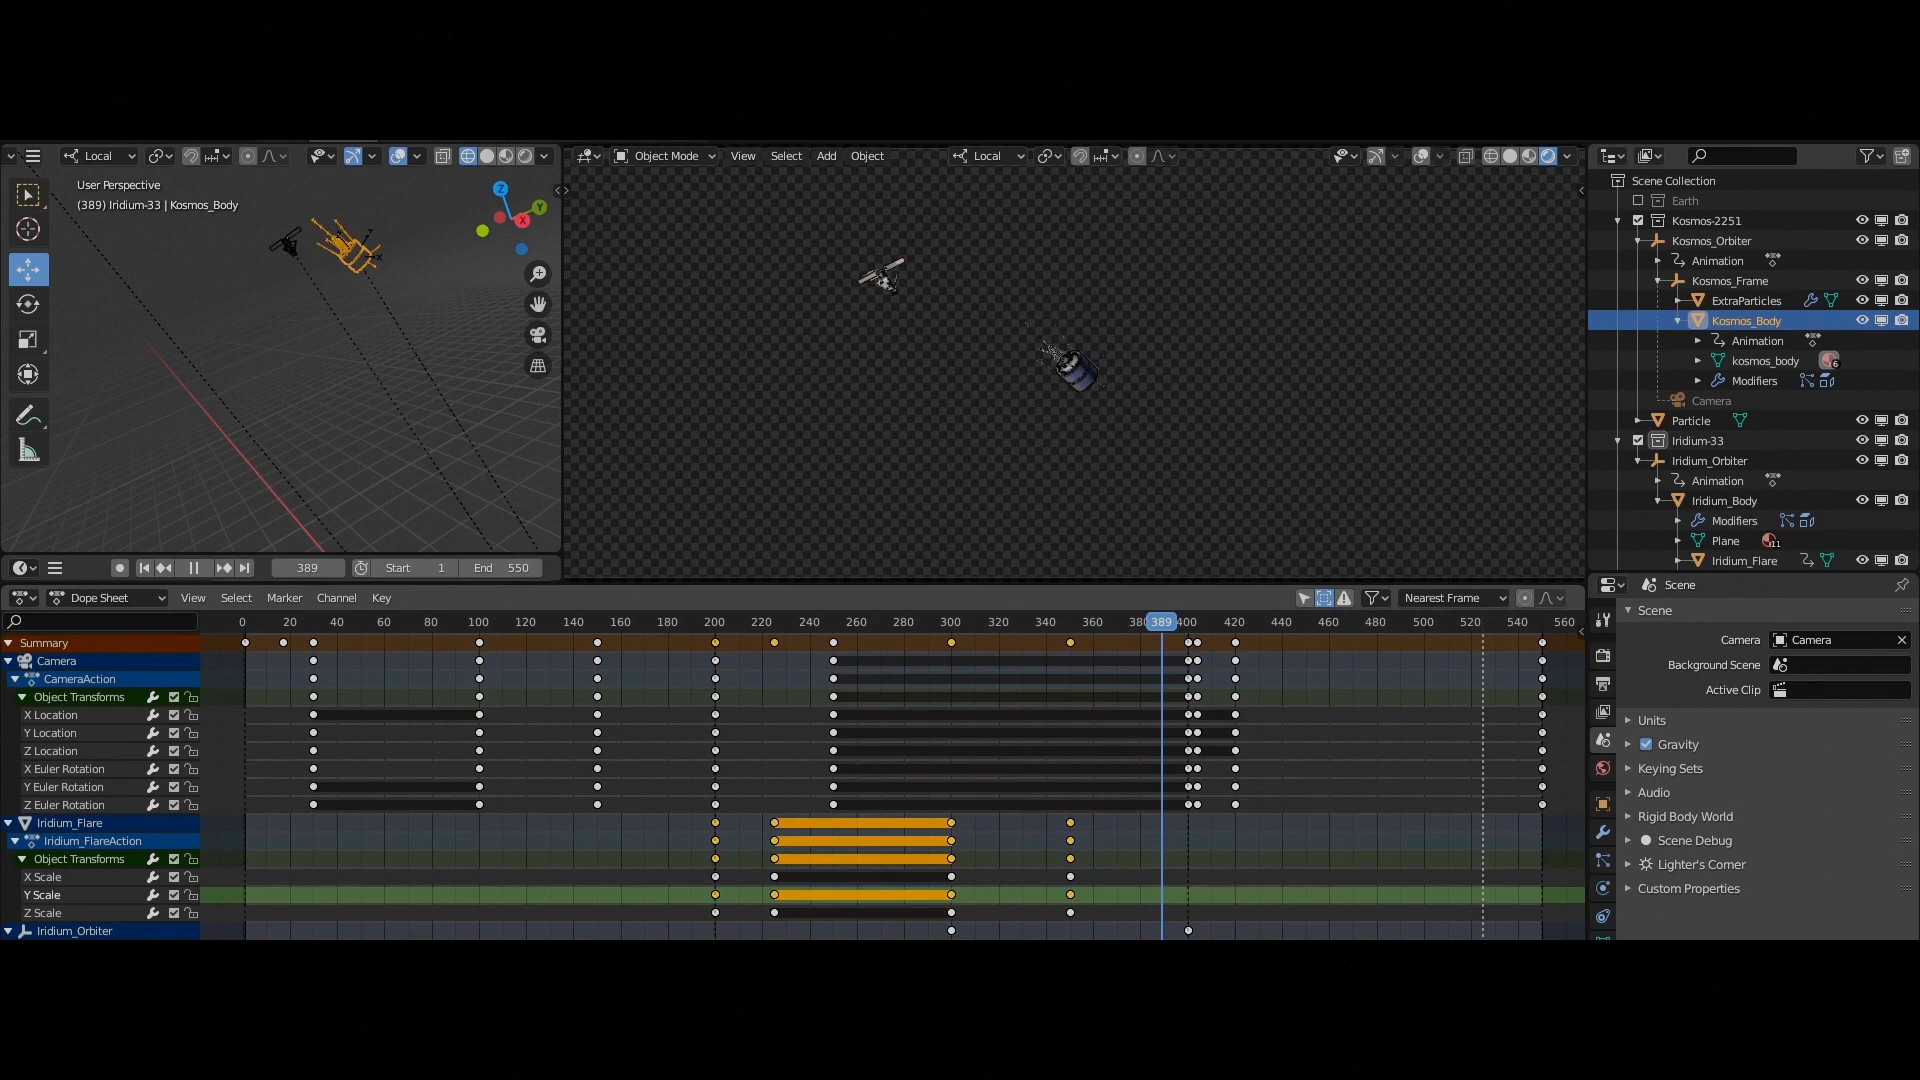 Local
User Perspective
(389) Iridium-33 | Kosmos_Body
Z
Y
X
389
Start 1
End 550
Object Mode
View
Select
Add
Object
Local
Scene Collection
Earth
Kosmos-2251
Kosmos_Orbiter
Animation
Kosmos_Frame
ExtraParticles
Kosmos_Body
Animation
kosmos_body
6
Modifiers
Camera
Particle
Iridium-33
Iridium_Orbiter
Animation
Iridium_Body
Modifiers
Plane
11
Iridium_Flare
Dope Sheet
View
Select
Marker
Channel
Key
Nearest Frame
0 20 40 60 80 100 120 140 160 180 200 220 240 260 280 300 320 340 360 389 400 420 440 460 480 500 520 540 560
Summary
Camera
CameraAction
Object Transforms
X Location
Y Location
Z Location
X Euler Rotation
Y Euler Rotation
Z Euler Rotation
Iridium_Flare
Iridium_FlareAction
Object Transforms
X Scale
Y Scale
Z Scale
Iridium_Orbiter
Scene
Scene
Camera Camera
Background Scene
Active Clip
Units
Gravity
Keying Sets
Audio
Rigid Body World
Scene Debug
Lighter's Corner
Custom Properties